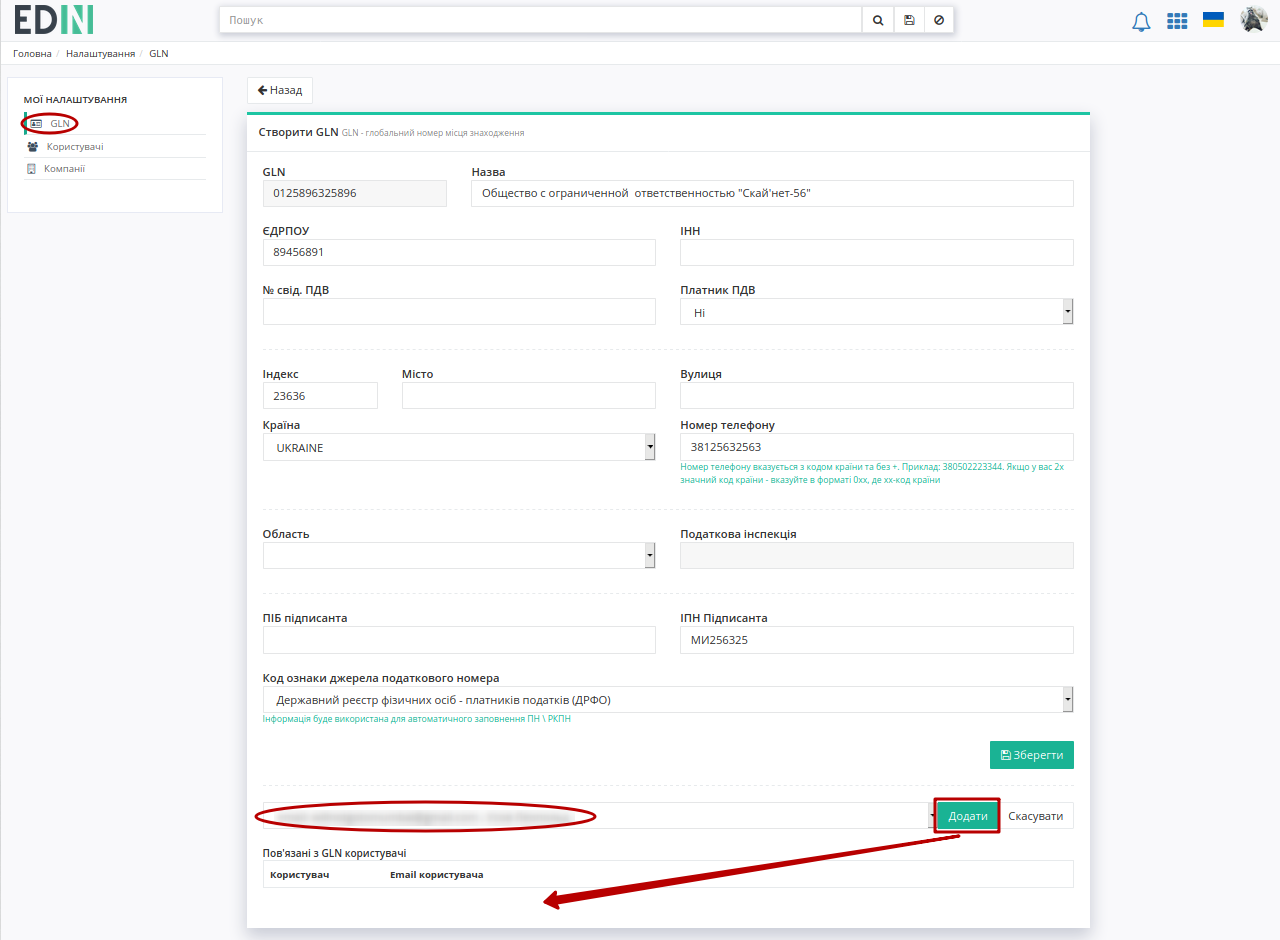 EDIN
Пошук
Головна / Налаштування / GLN
МОЇ НАЛАШТУВАННЯ
GLN
Користувачі
Компанії
Назад
Створити GLN GLN - глобальний номер місця знаходження
GLN Назва
0125896325896 Общество с ограниченной ответственностью "Скай'нет-56"
ЄДРПОУ ІНН
89456891
№ свід. ПДВ Платник ПДВ
Ні
Індекс Місто Вулиця
23636
Країна Номер телефону
UKRAINE 38125632563
Номер телефону вказується з кодом країни та без +. Приклад: 380502223344. Якщо у вас 2х
значний код країни - вказуйте в форматі 0хх, де хх-код країни
Область Податкова інспекція
ПІБ підписанта ІПН Підписанта
МИ256325
Код ознаки джерела податкового номера
Державний реєстр фізичних осіб - платників податків (ДРФО)
Інформація буде використана для автоматичного заповнення ПН \ РКПН
Зберегти
Додати Скасувати
Пов'язані з GLN користувачі
Користувач Email користувача